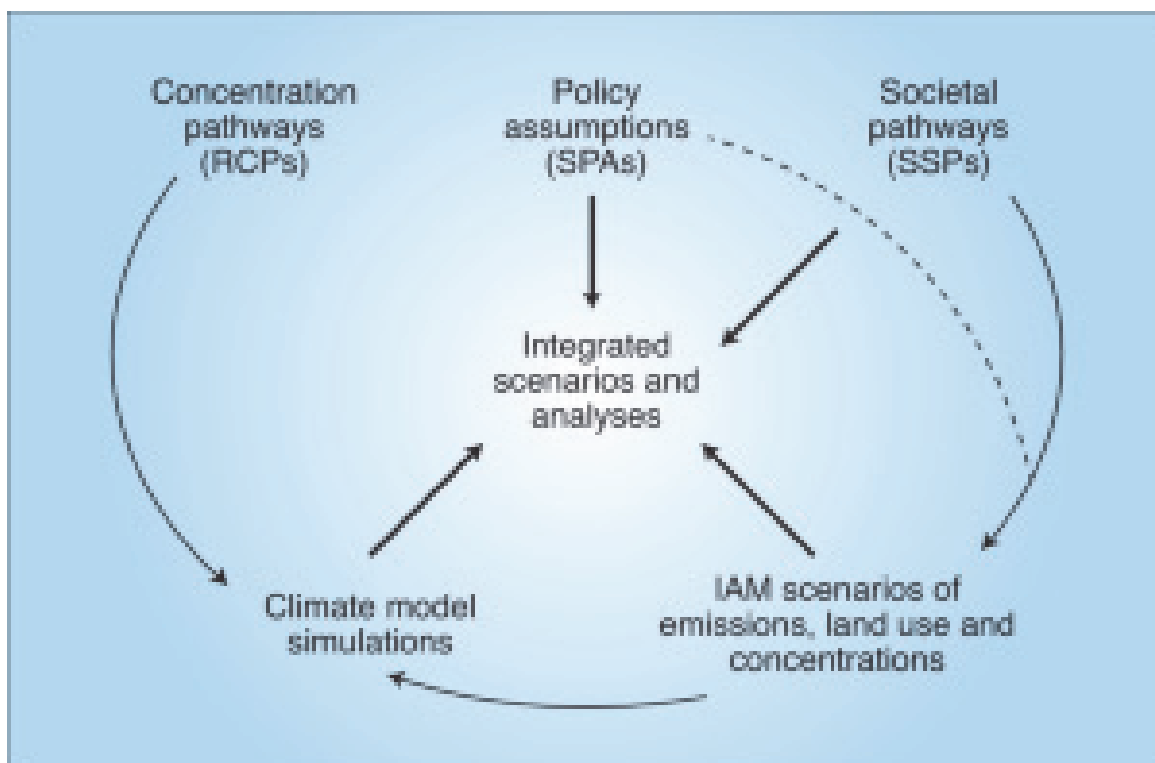 Concentration
pathways
(RCPs)
Policy
assumptions
(SPAs)
Societal
pathways
(SSPs)
Integrated
scenarios and
analyses
Climate model
simulations
IAM scenarios of
emissions, land use and
concentrations